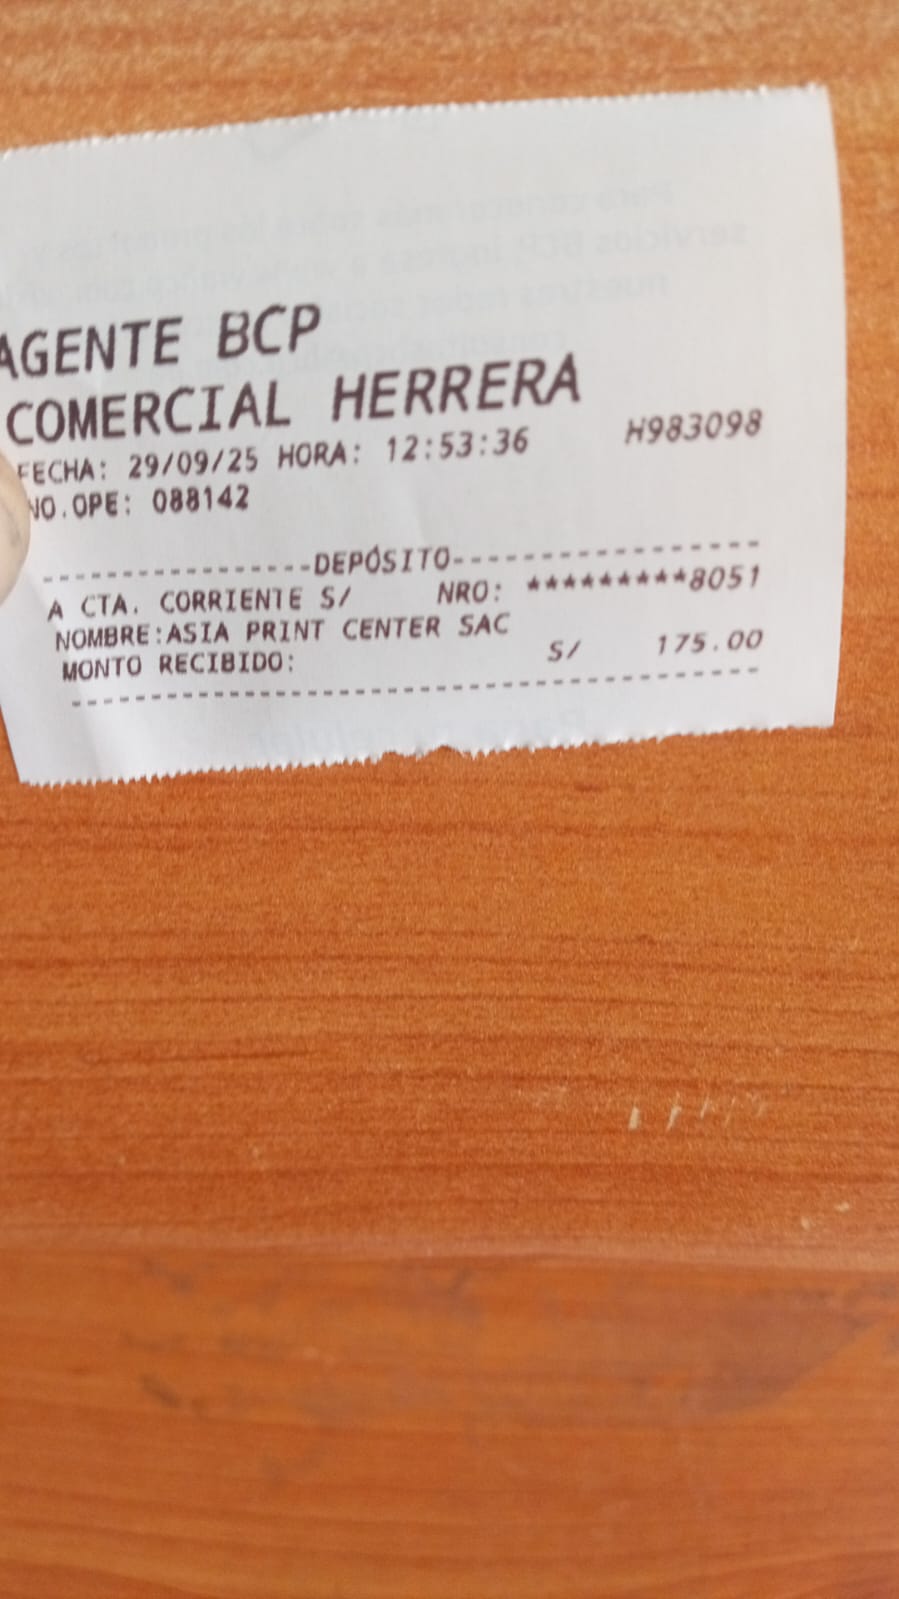 AGENTE BCP
COMERCIAL HERRERA
FECHA: 29/09/25 HORA: 12:53:36 H983098
NO.OPE: 088142
----------------DEPÓSITO----------------
A CTA. CORRIENTE S/ NRO: *********8051
NOMBRE:ASIA PRINT CENTER SAC
MONTO RECIBIDO: S/ 175.00